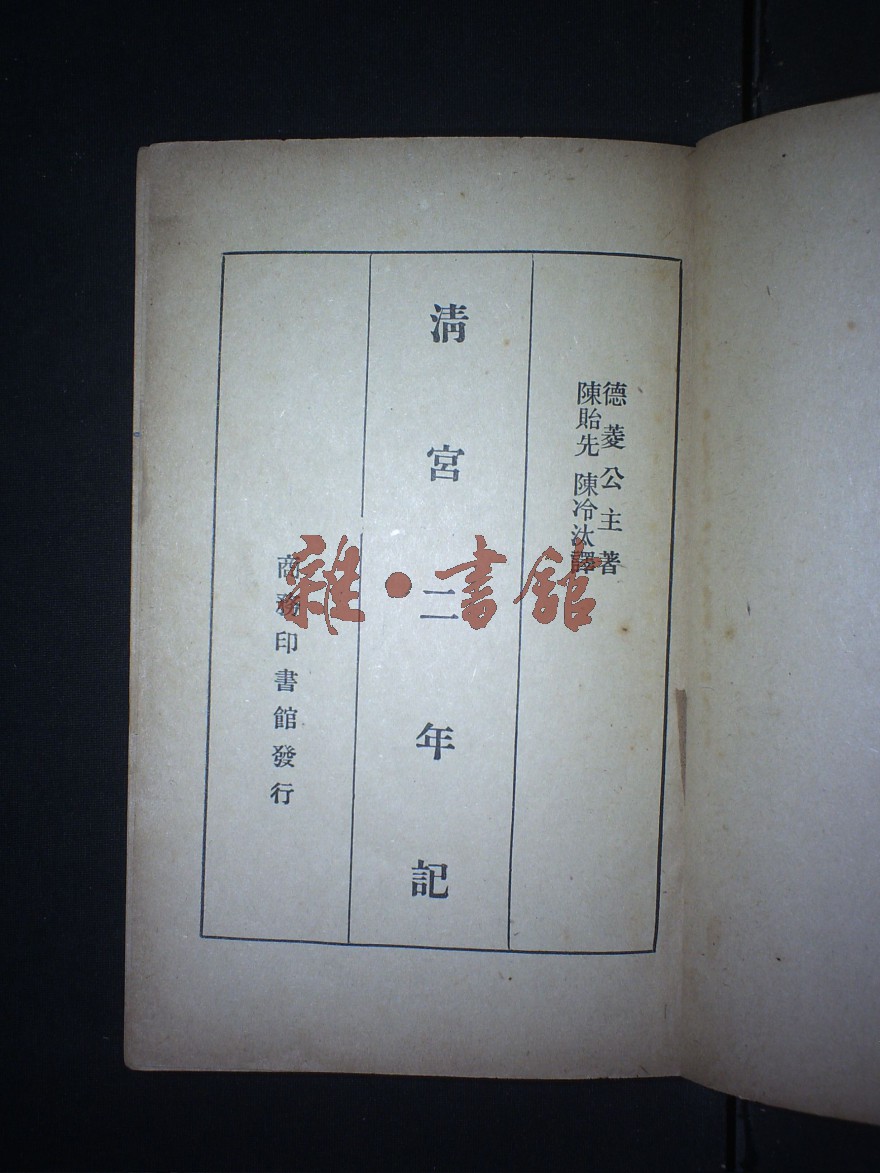 德菱公主著
陳貽先 陳冷汰譯
清宮二年記
商務印書館發行
雜·書館